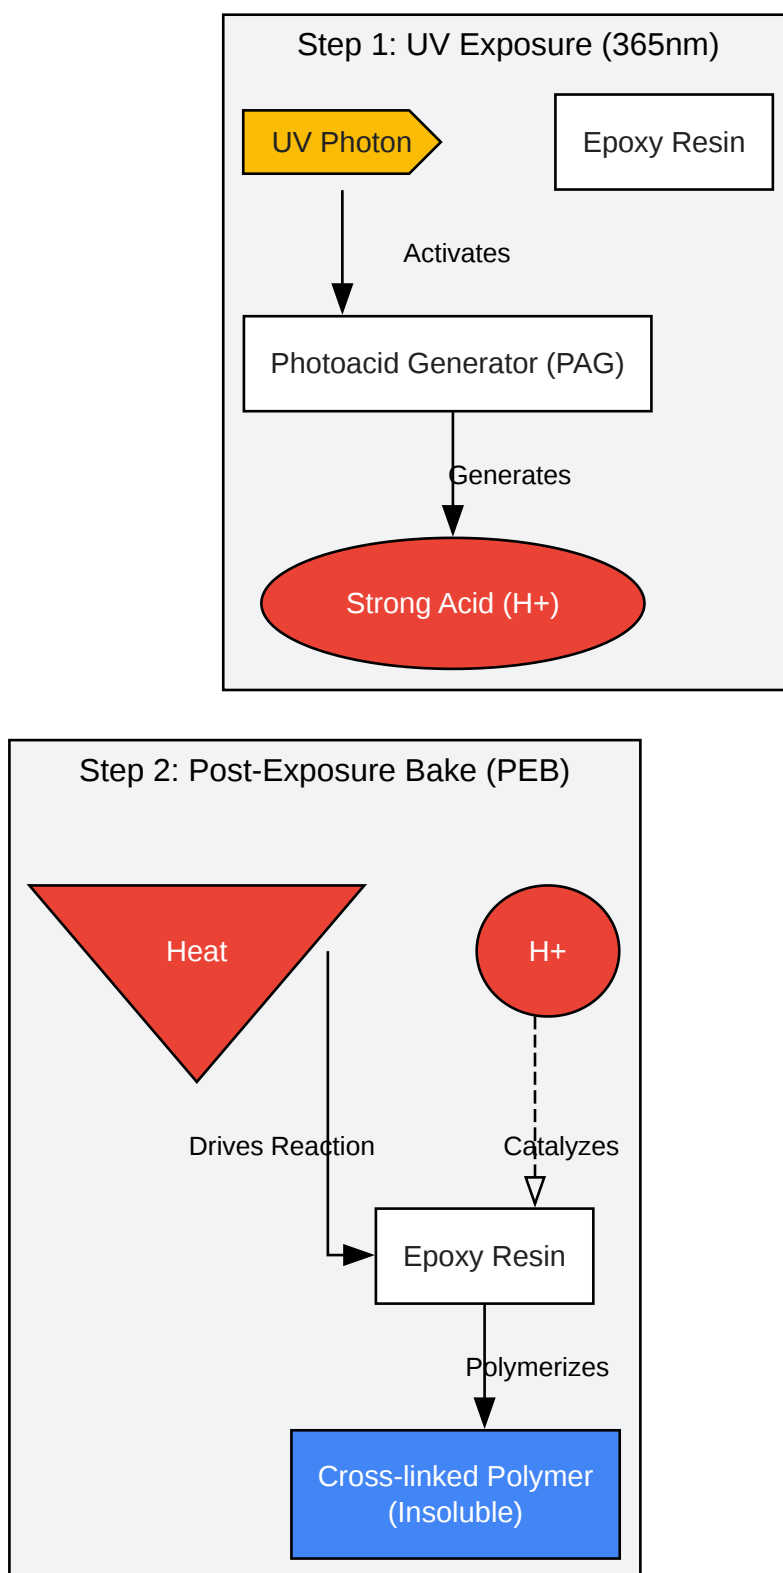 Step 1: UV Exposure (365nm)
UV Photon
Epoxy Resin
Activates
Photoacid Generator (PAG)
Generates
Strong Acid (H+)
Step 2: Post-Exposure Bake (PEB)
Heat
H+
Drives Reaction
Catalyzes
Epoxy Resin
Polymerizes
Cross-linked Polymer
(Insoluble)